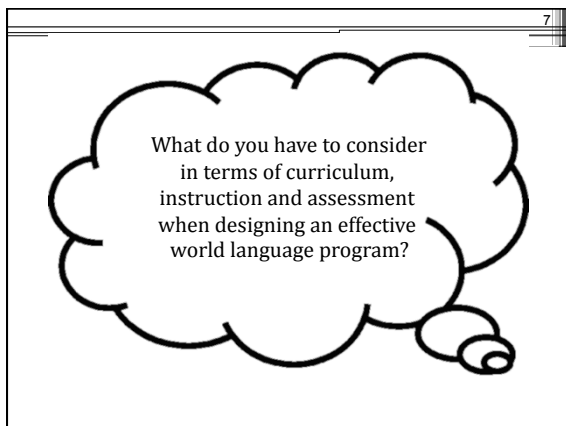 7
What do you have to consider
in terms of curriculum,
instruction and assessment
when designing an effective
world language program?